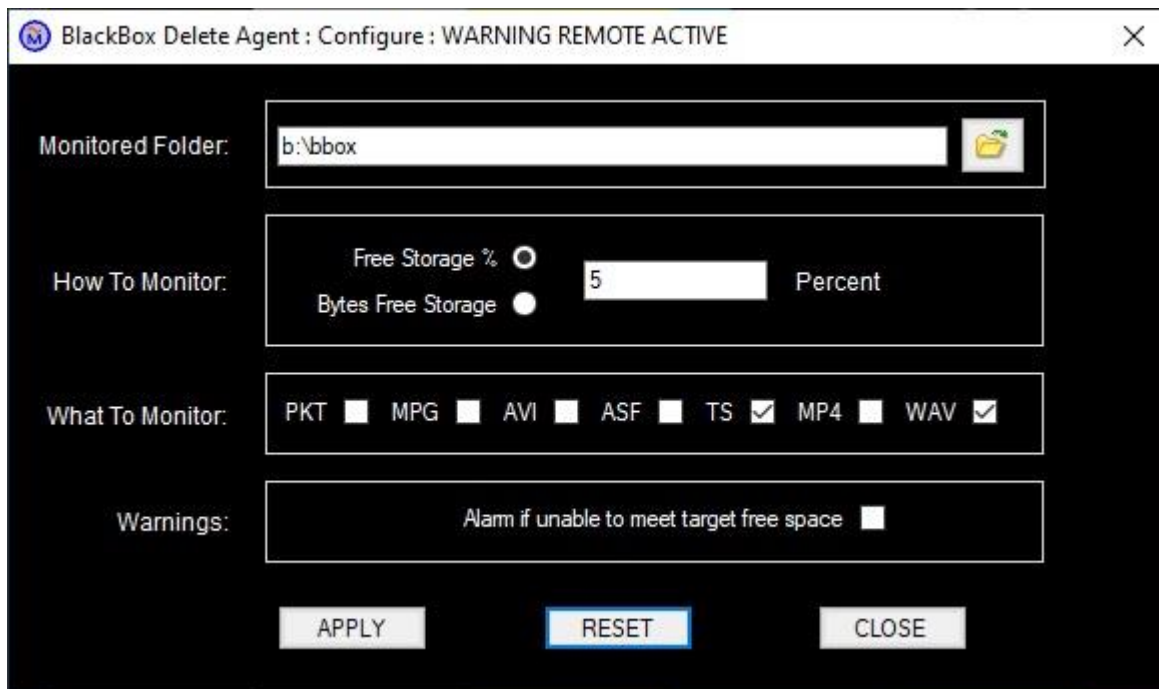 BlackBox Delete Agent : Configure : WARNING REMOTE ACTIVE
Monitored Folder: b:\bbox
How To Monitor: Free Storage % 5 Percent
Bytes Free Storage
What To Monitor: PKT MPG AVI ASF TS MP4 WAV
Warnings: Alarm if unable to meet target free space
APPLY RESET CLOSE